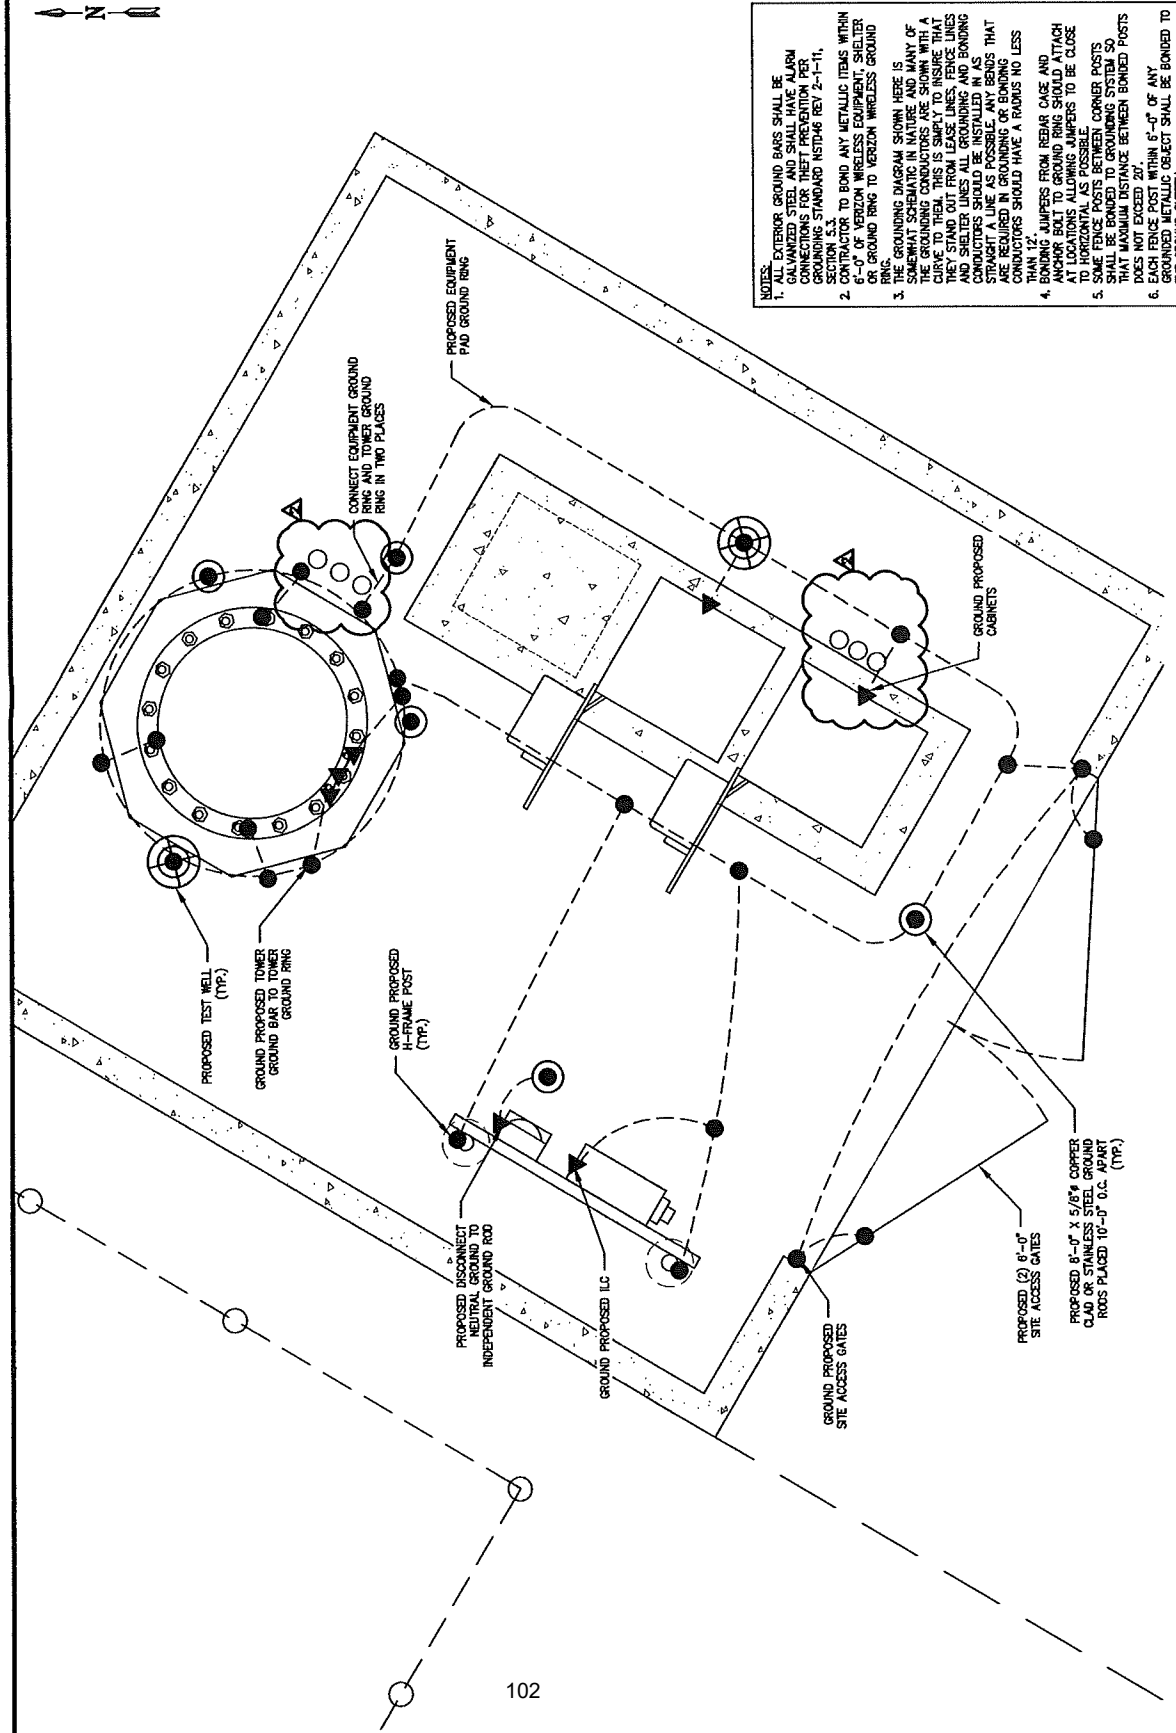 N
PROPOSED TEST WELL
(TYP.)
GROUND PROPOSED TOWER
GROUND BAR TO TOWER
GROUND RING
GROUND PROPOSED
H-FRAME POST
(TYP.)
PROPOSED DISCONNECT
NEUTRAL GROUND TO
INDEPENDENT GROUND ROD
GROUND PROPOSED ILC
GROUND PROPOSED
SITE ACCESS GATES
PROPOSED (2) 6'-0"
SITE ACCESS GATES
PROPOSED 8'-0" X 5/8"ø COPPER
CLAD OR STAINLESS STEEL GROUND
RODS PLACED 10'-0" O.C. APART
(TYP.)
2
CONNECT EQUIPMENT GROUND
RING AND TOWER GROUND
RING IN TWO PLACES
PROPOSED EQUIPMENT
PAD GROUND RING
2
GROUND PROPOSED
CABINETS
NOTES:
1. ALL EXTERIOR GROUND BARS SHALL BE
GALVANIZED STEEL AND SHALL HAVE ALARM
CONNECTIONS FOR THEFT PREVENTION PER
GROUNDING STANDARD NSTD46 REV 2-1-11,
SECTION 5.3.
2. CONTRACTOR TO BOND ANY METALLIC ITEMS WITHIN
6'-0" OF VERIZON WIRELESS EQUIPMENT, SHELTER
OR GROUND RING TO VERIZON WIRELESS GROUND
RING.
3. THE GROUNDING DIAGRAM SHOWN HERE IS
SOMEWHAT SCHEMATIC IN NATURE AND MANY OF
THE GROUNDING CONDUCTORS ARE SHOWN WITH A
CURVE TO THEM, THIS IS SIMPLY TO INSURE THAT
THEY STAND OUT FROM LEASE LINES, FENCE LINES
AND SHELTER LINES ALL GROUNDING AND BONDING
CONDUCTORS SHOULD BE INSTALLED IN AS
STRAIGHT A LINE AS POSSIBLE. ANY BENDS THAT
ARE REQUIRED IN GROUNDING OR BONDING
CONDUCTORS SHOULD HAVE A RADIUS NO LESS
THAN 12".
4. BONDING JUMPERS FROM REBAR CAGE AND
ANCHOR BOLT TO GROUND RING SHOULD ATTACH
AT LOCATIONS ALLOWING JUMPERS TO BE CLOSE
TO HORIZONTAL AS POSSIBLE.
5. SOME FENCE POSTS BETWEEN CORNER POSTS
SHALL BE BONDED TO GROUNDING SYSTEM SO
THAT MAXIMUM DISTANCE BETWEEN BONDED POSTS
DOES NOT EXCEED 20'.
6. EACH FENCE POST WITHIN 6'-0" OF ANY
GROUNDED METALLIC OBJECT SHALL BE BONDED TO
102